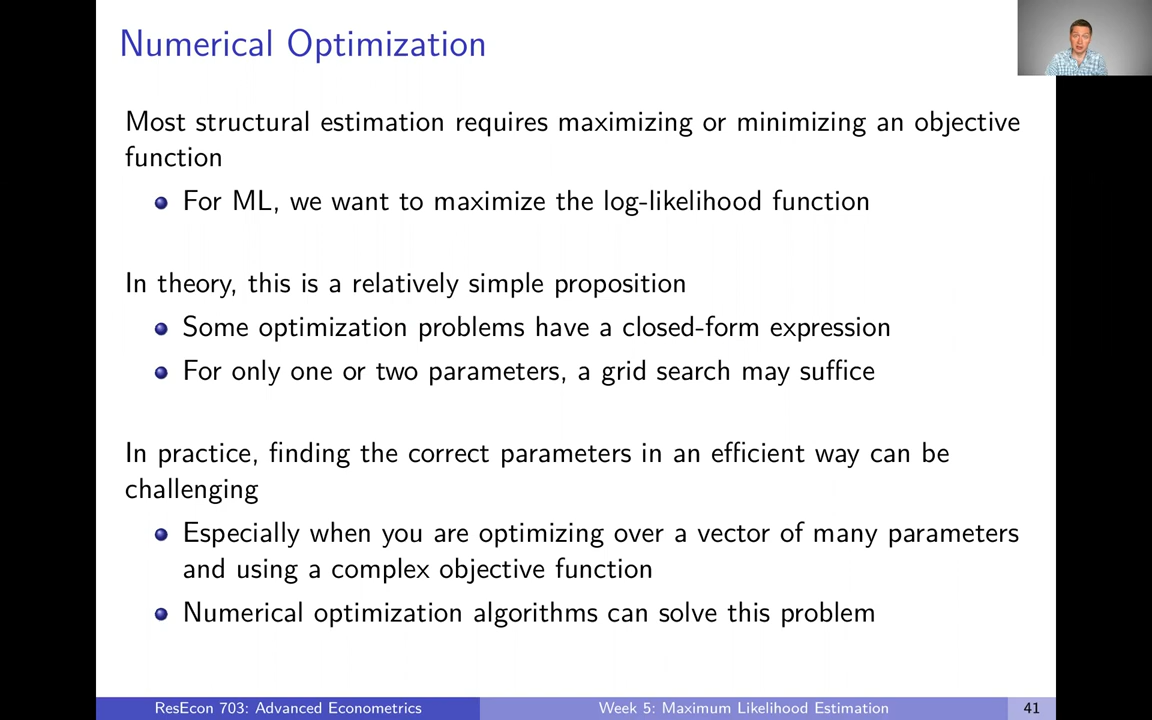 Numerical Optimization
Most structural estimation requires maximizing or minimizing an objective
function
For ML, we want to maximize the log-likelihood function
In theory, this is a relatively simple proposition
Some optimization problems have a closed-form expression
For only one or two parameters, a grid search may suffice
In practice, finding the correct parameters in an efficient way can be
challenging
Especially when you are optimizing over a vector of many parameters
and using a complex objective function
Numerical optimization algorithms can solve this problem
ResEcon 703: Advanced Econometrics
Week 5: Maximum Likelihood Estimation
41